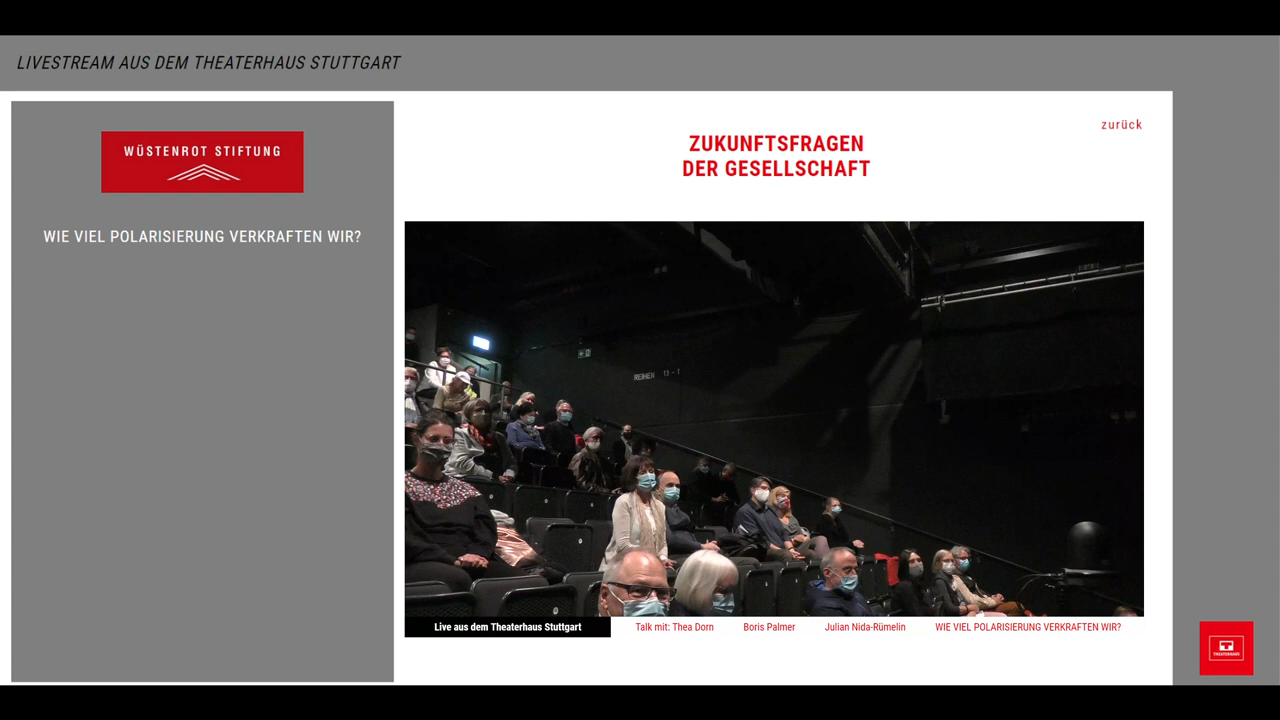 LIVESTREAM AUS DEM THEATERHAUS STUTTGART
WÜSTENROT STIFTUNG
WIE VIEL POLARISIERUNG VERKRAFTEN WIR?
zurück
ZUKUNFTSFRAGEN
DER GESELLSCHAFT
REIHEN 13 - 1
Live aus dem Theaterhaus Stuttgart
Talk mit: Thea Dorn Boris Palmer Julian Nida-Rümelin WIE VIEL POLARISIERUNG VERKRAFTEN WIR?
THEATERHAUS